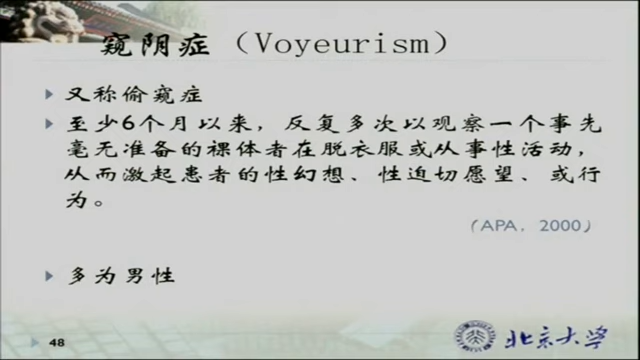 窥阴症（Voyeurism）
又称偷窥症
至少6个月以来，反复多次以观察一个事先
毫无准备的裸体者在脱衣服或从事性活动，
从而激起患者的性幻想、性迫切愿望、或行
为。
（APA，2000）
多为男性
48
北京大学